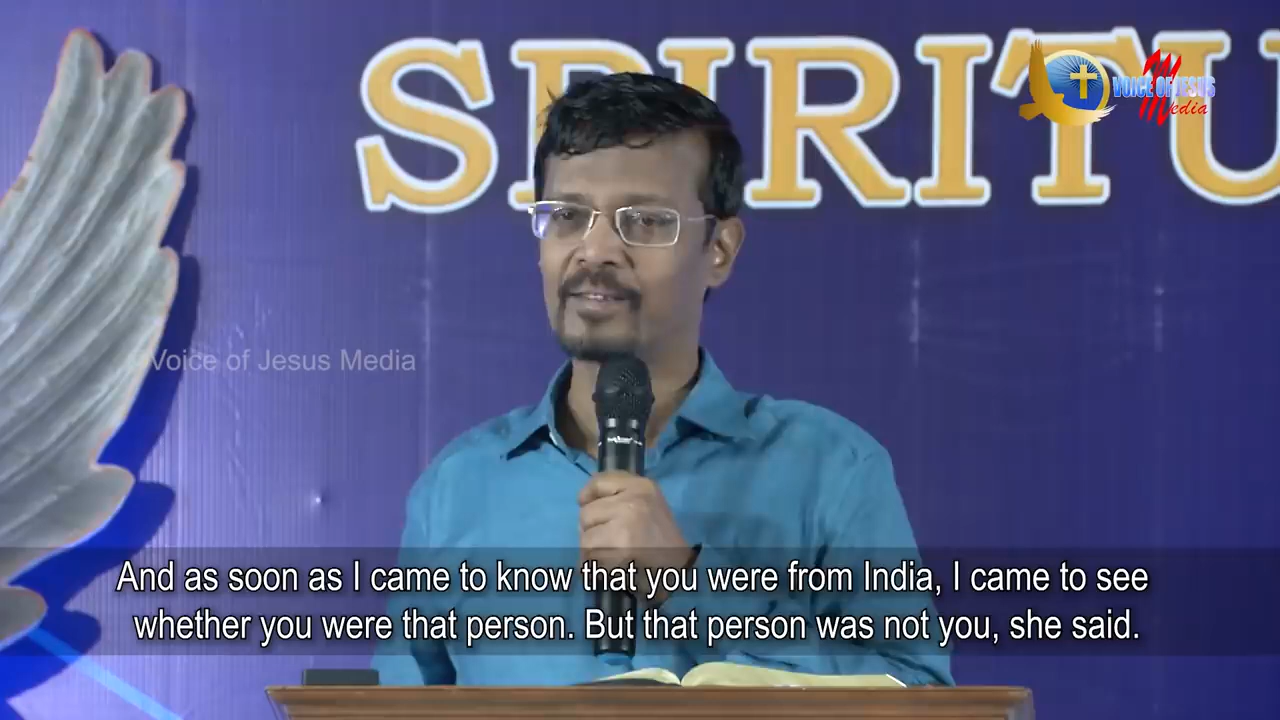 SPIRITU
VOICE OF JESUS
Media
Voice of Jesus Media
And as soon as I came to know that you were from India, I came to see
whether you were that person. But that person was not you, she said.